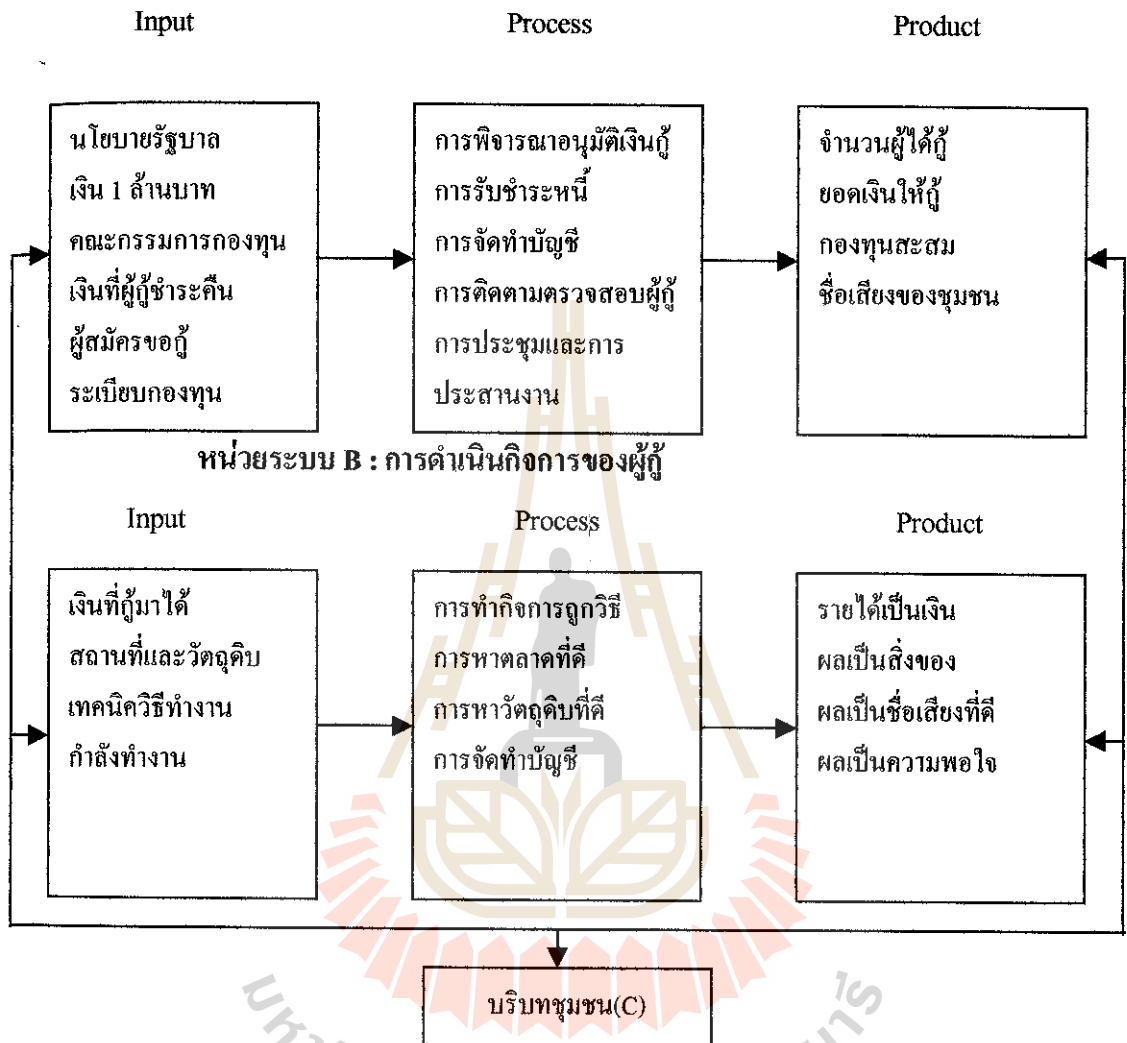 Input
Process
Product
นโยบายรัฐบาล
เงิน 1 ล้านบาท
คณะกรรมการกองทุน
เงินที่ผู้กู้ชำระคืน
ผู้สมัครขอกู้
ระเบียบกองทุน
การพิจารณาอนุมัติเงินกู้
การรับชำระหนี้
การจัดทำบัญชี
การติดตามตรวจสอบผู้กู้
การประชุมและการ
ประสานงาน
จำนวนผู้ได้กู้
ยอดเงินให้กู้
กองทุนสะสม
ชื่อเสียงของชุมชน
หน่วยระบบ B : การดำเนินกิจการของผู้กู้
Input
Process
Product
เงินที่กู้มาได้
สถานที่และวัตถุดิบ
เทคนิควิธีทำงาน
กำลังทำงาน
การทำกิจการถูกวิธี
การหาตลาดที่ดี
การหาวัตถุดิบที่ดี
การจัดทำบัญชี
รายได้เป็นเงิน
ผลเป็นสิ่งของ
ผลเป็นชื่อเสียงที่ดี
ผลเป็นความพอใจ
บริบทชุมชน(C)